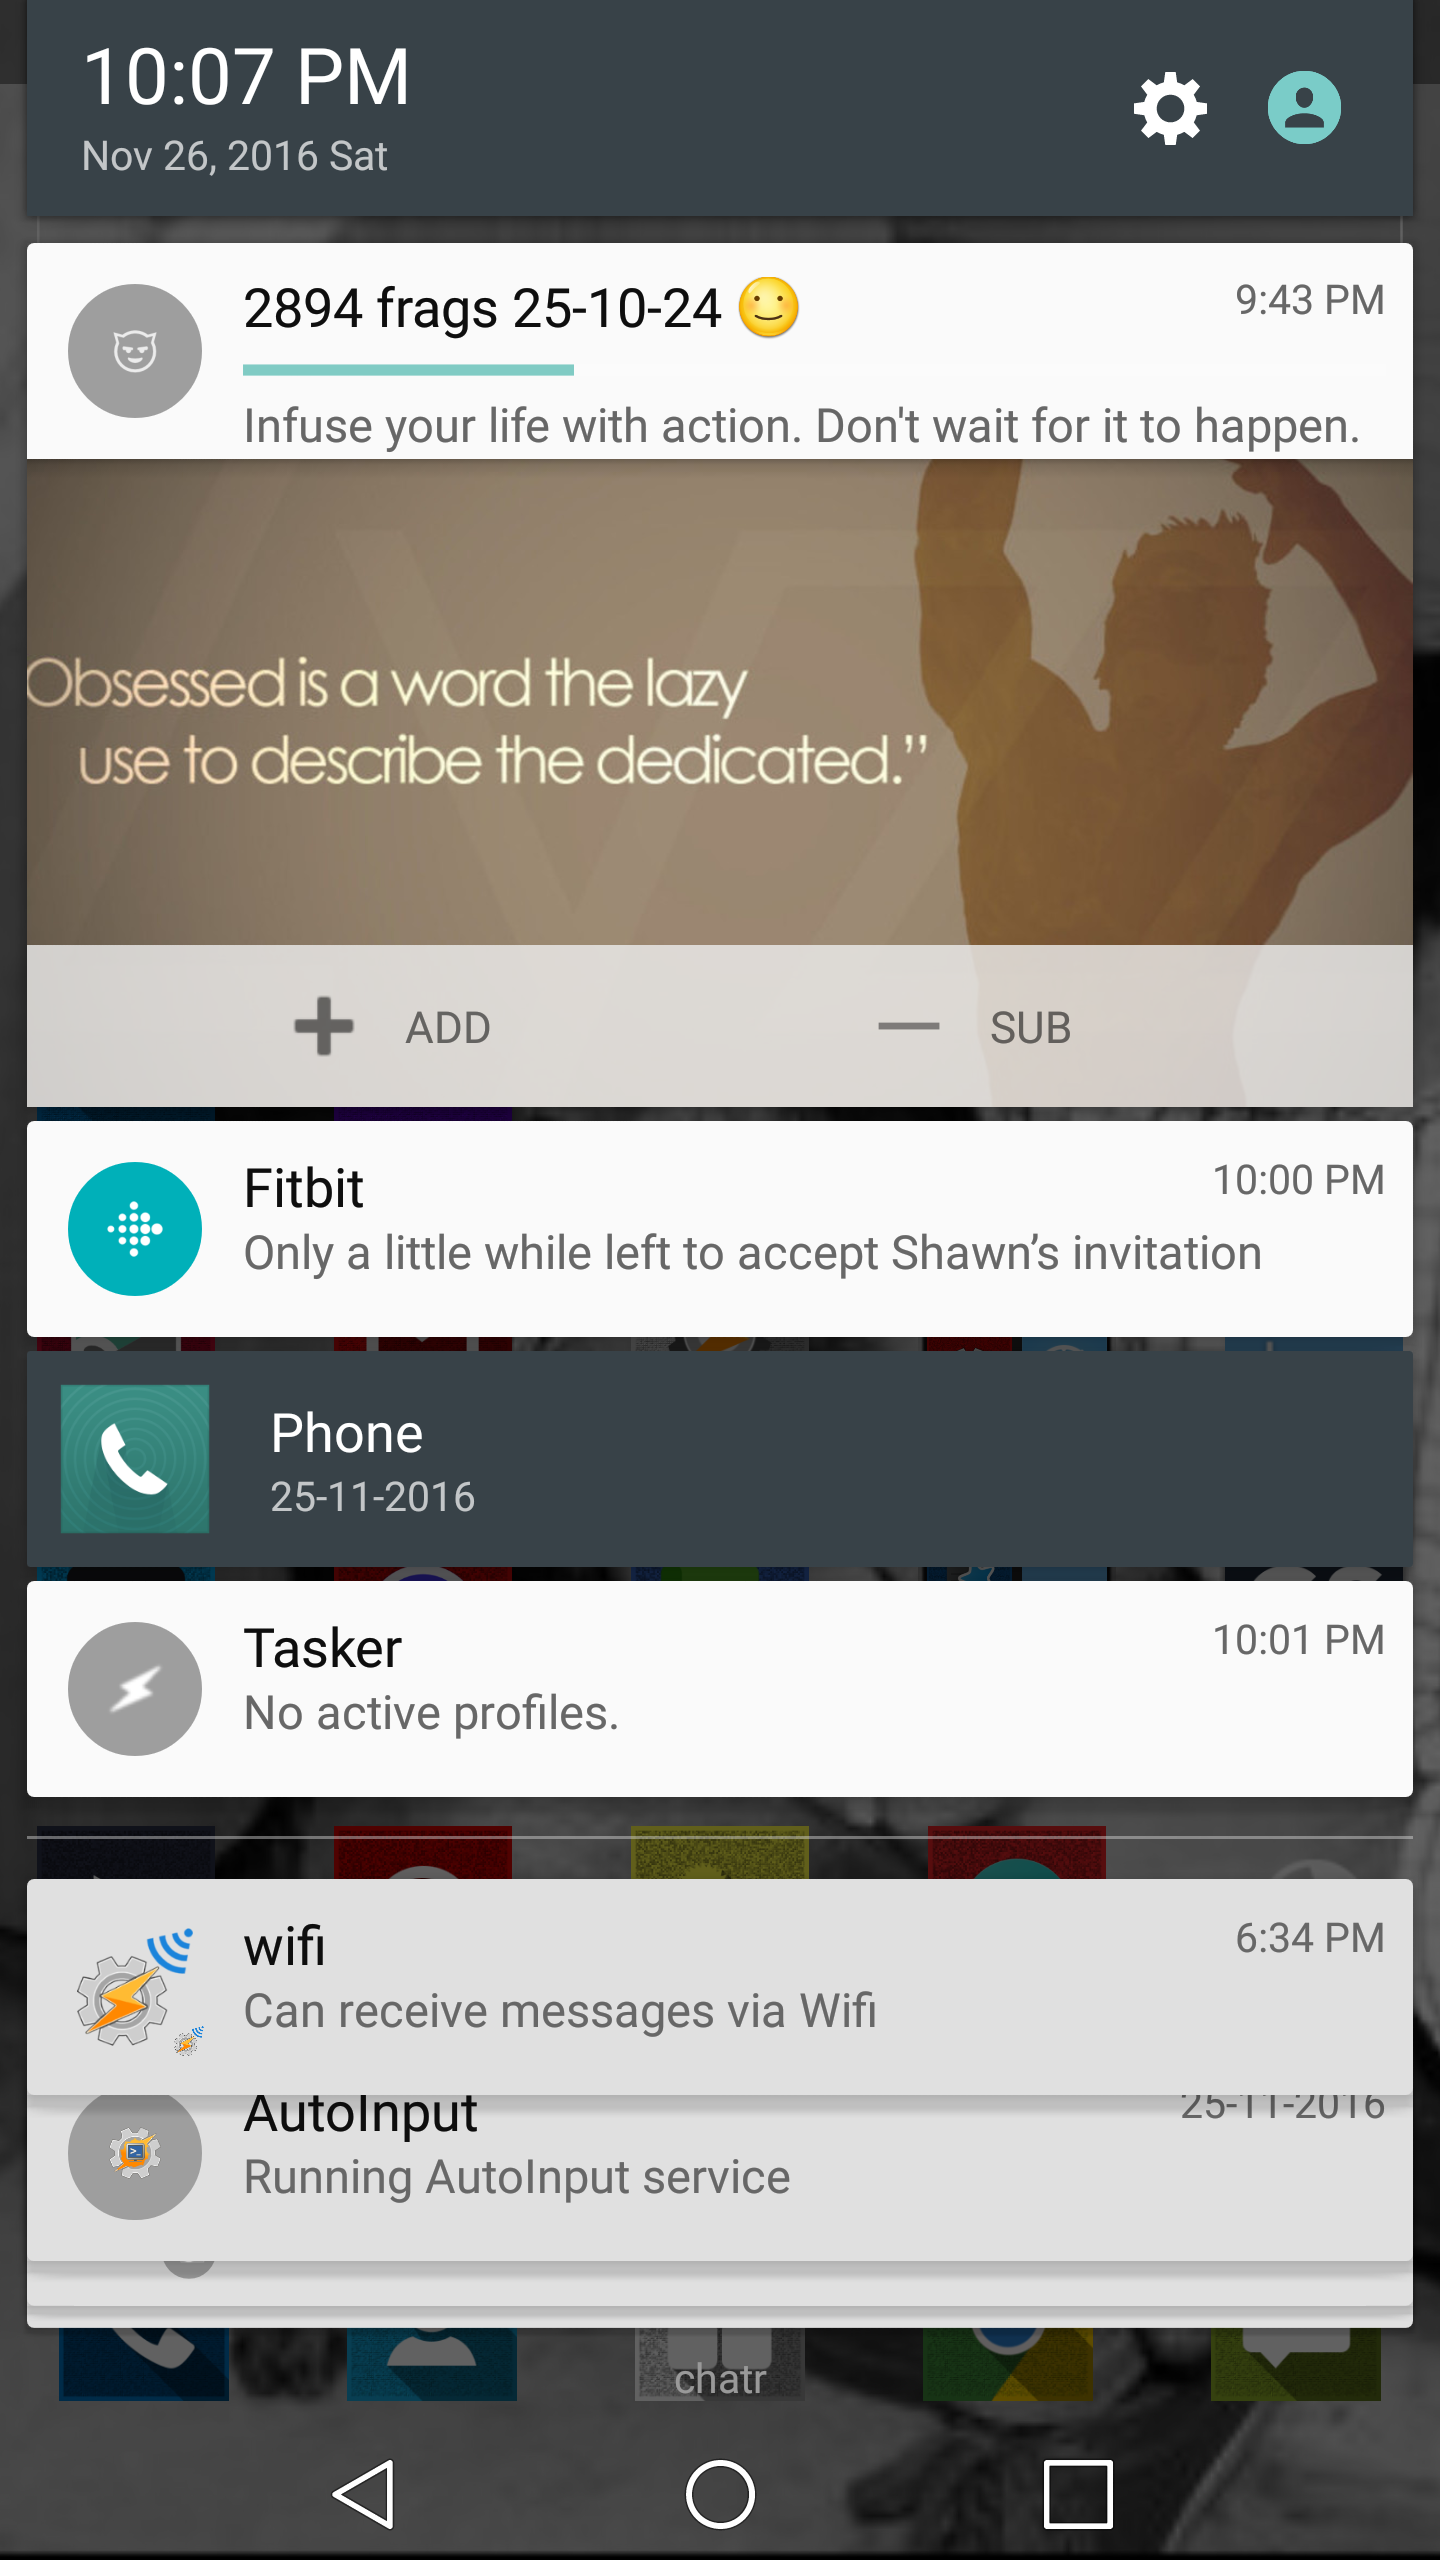 10:07 PM
Nov 26, 2016 Sat
2894 frags 25-10-24 🙂
9:43 PM
Infuse your life with action. Don't wait for it to happen.
Obsessed is a word the lazy
use to describe the dedicated.”
ADD
SUB
Fitbit
10:00 PM
Only a little while left to accept Shawn’s invitation
Phone
25-11-2016
Tasker
10:01 PM
No active profiles.
wifi
6:34 PM
Can receive messages via Wifi
AutoInput
25-11-2016
Running AutoInput service
chatr